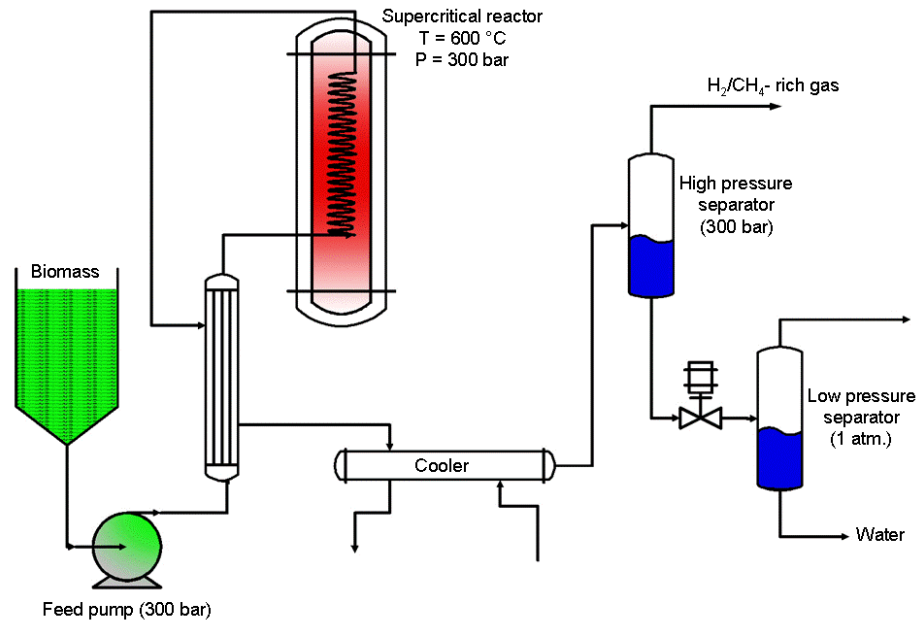 Supercritical reactor
T = 600 °C
P = 300 bar
H₂/CH₄- rich gas
High pressure
separator
(300 bar)
Biomass
Low pressure
separator
(1 atm.)
Cooler
Water
Feed pump (300 bar)